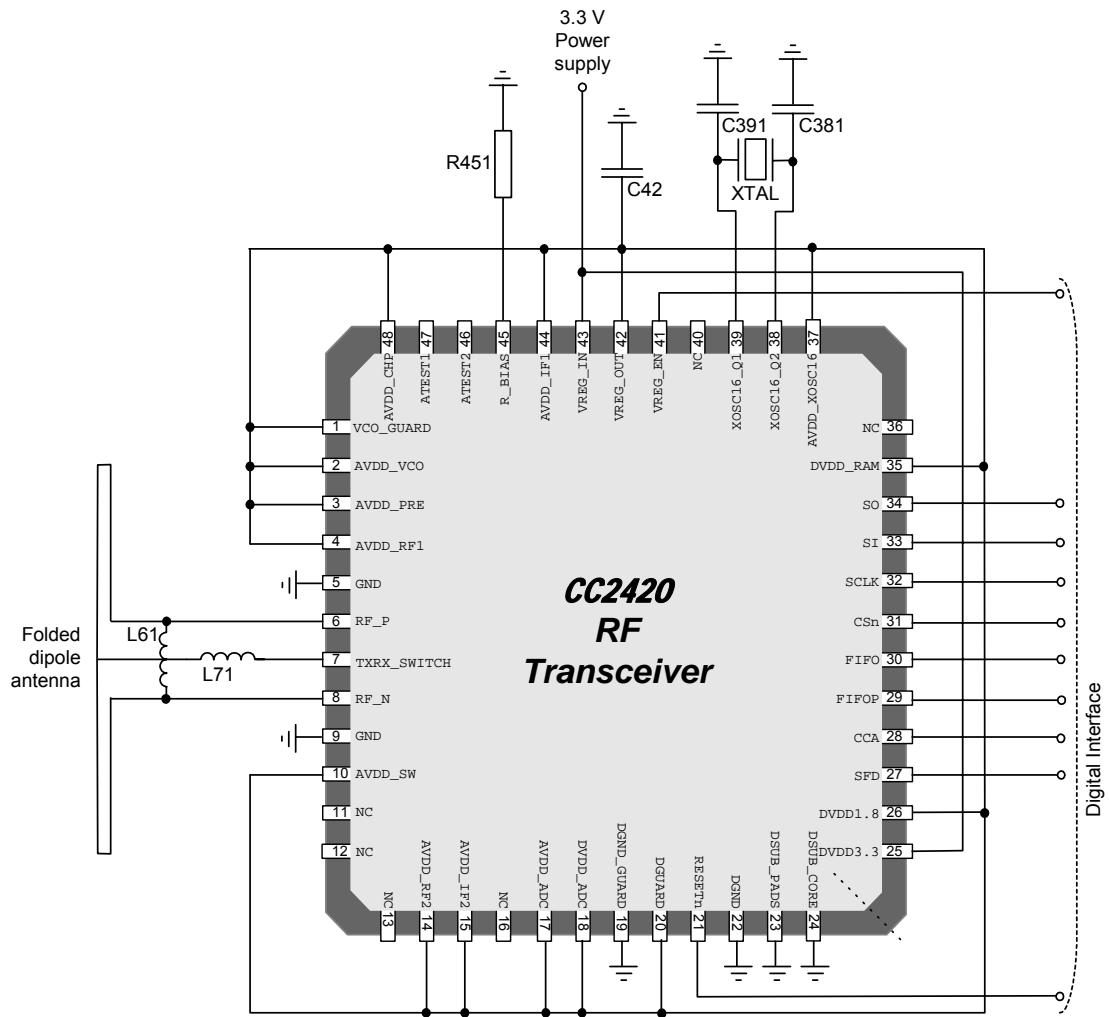 3.3 V
Power
supply
C391
C381
R451
C42
XTAL
48
47
46
45
44
43
42
41
40
39
38
37
AVDD_CHP
ATEST1
ATEST2
R_BIAS
AVDD_IF1
VREG_IN
VREG_OUT
VREG_EN
NC
XOSC16_Q1
XOSC16_Q2
AVDD_XOSC16
1 VCO_GUARD
2 AVDD_VCO
3 AVDD_PRE
4 AVDD_RF1
5 GND
6 RF_P
7 TXRX_SWITCH
8 RF_N
9 GND
10 AVDD_SW
11 NC
12 NC
Folded
dipole
antenna
L61
L71
CC2420
RF
Transceiver
NC 36
DVDD_RAM 35
SO 34
SI 33
SCLK 32
CSn 31
FIFO 30
FIFOP 29
CCA 28
SFD 27
DVDD1.8 26
DVDD3.3 25
Digital Interface
NC
AVDD_RF2
AVDD_IF2
NC
AVDD_ADC
DVDD_ADC
DGND_GUARD
DGUARD
RESETn
DGND
DSUB_PADS
DSUB_CORE
13
14
15
16
17
18
19
20
21
22
23
24